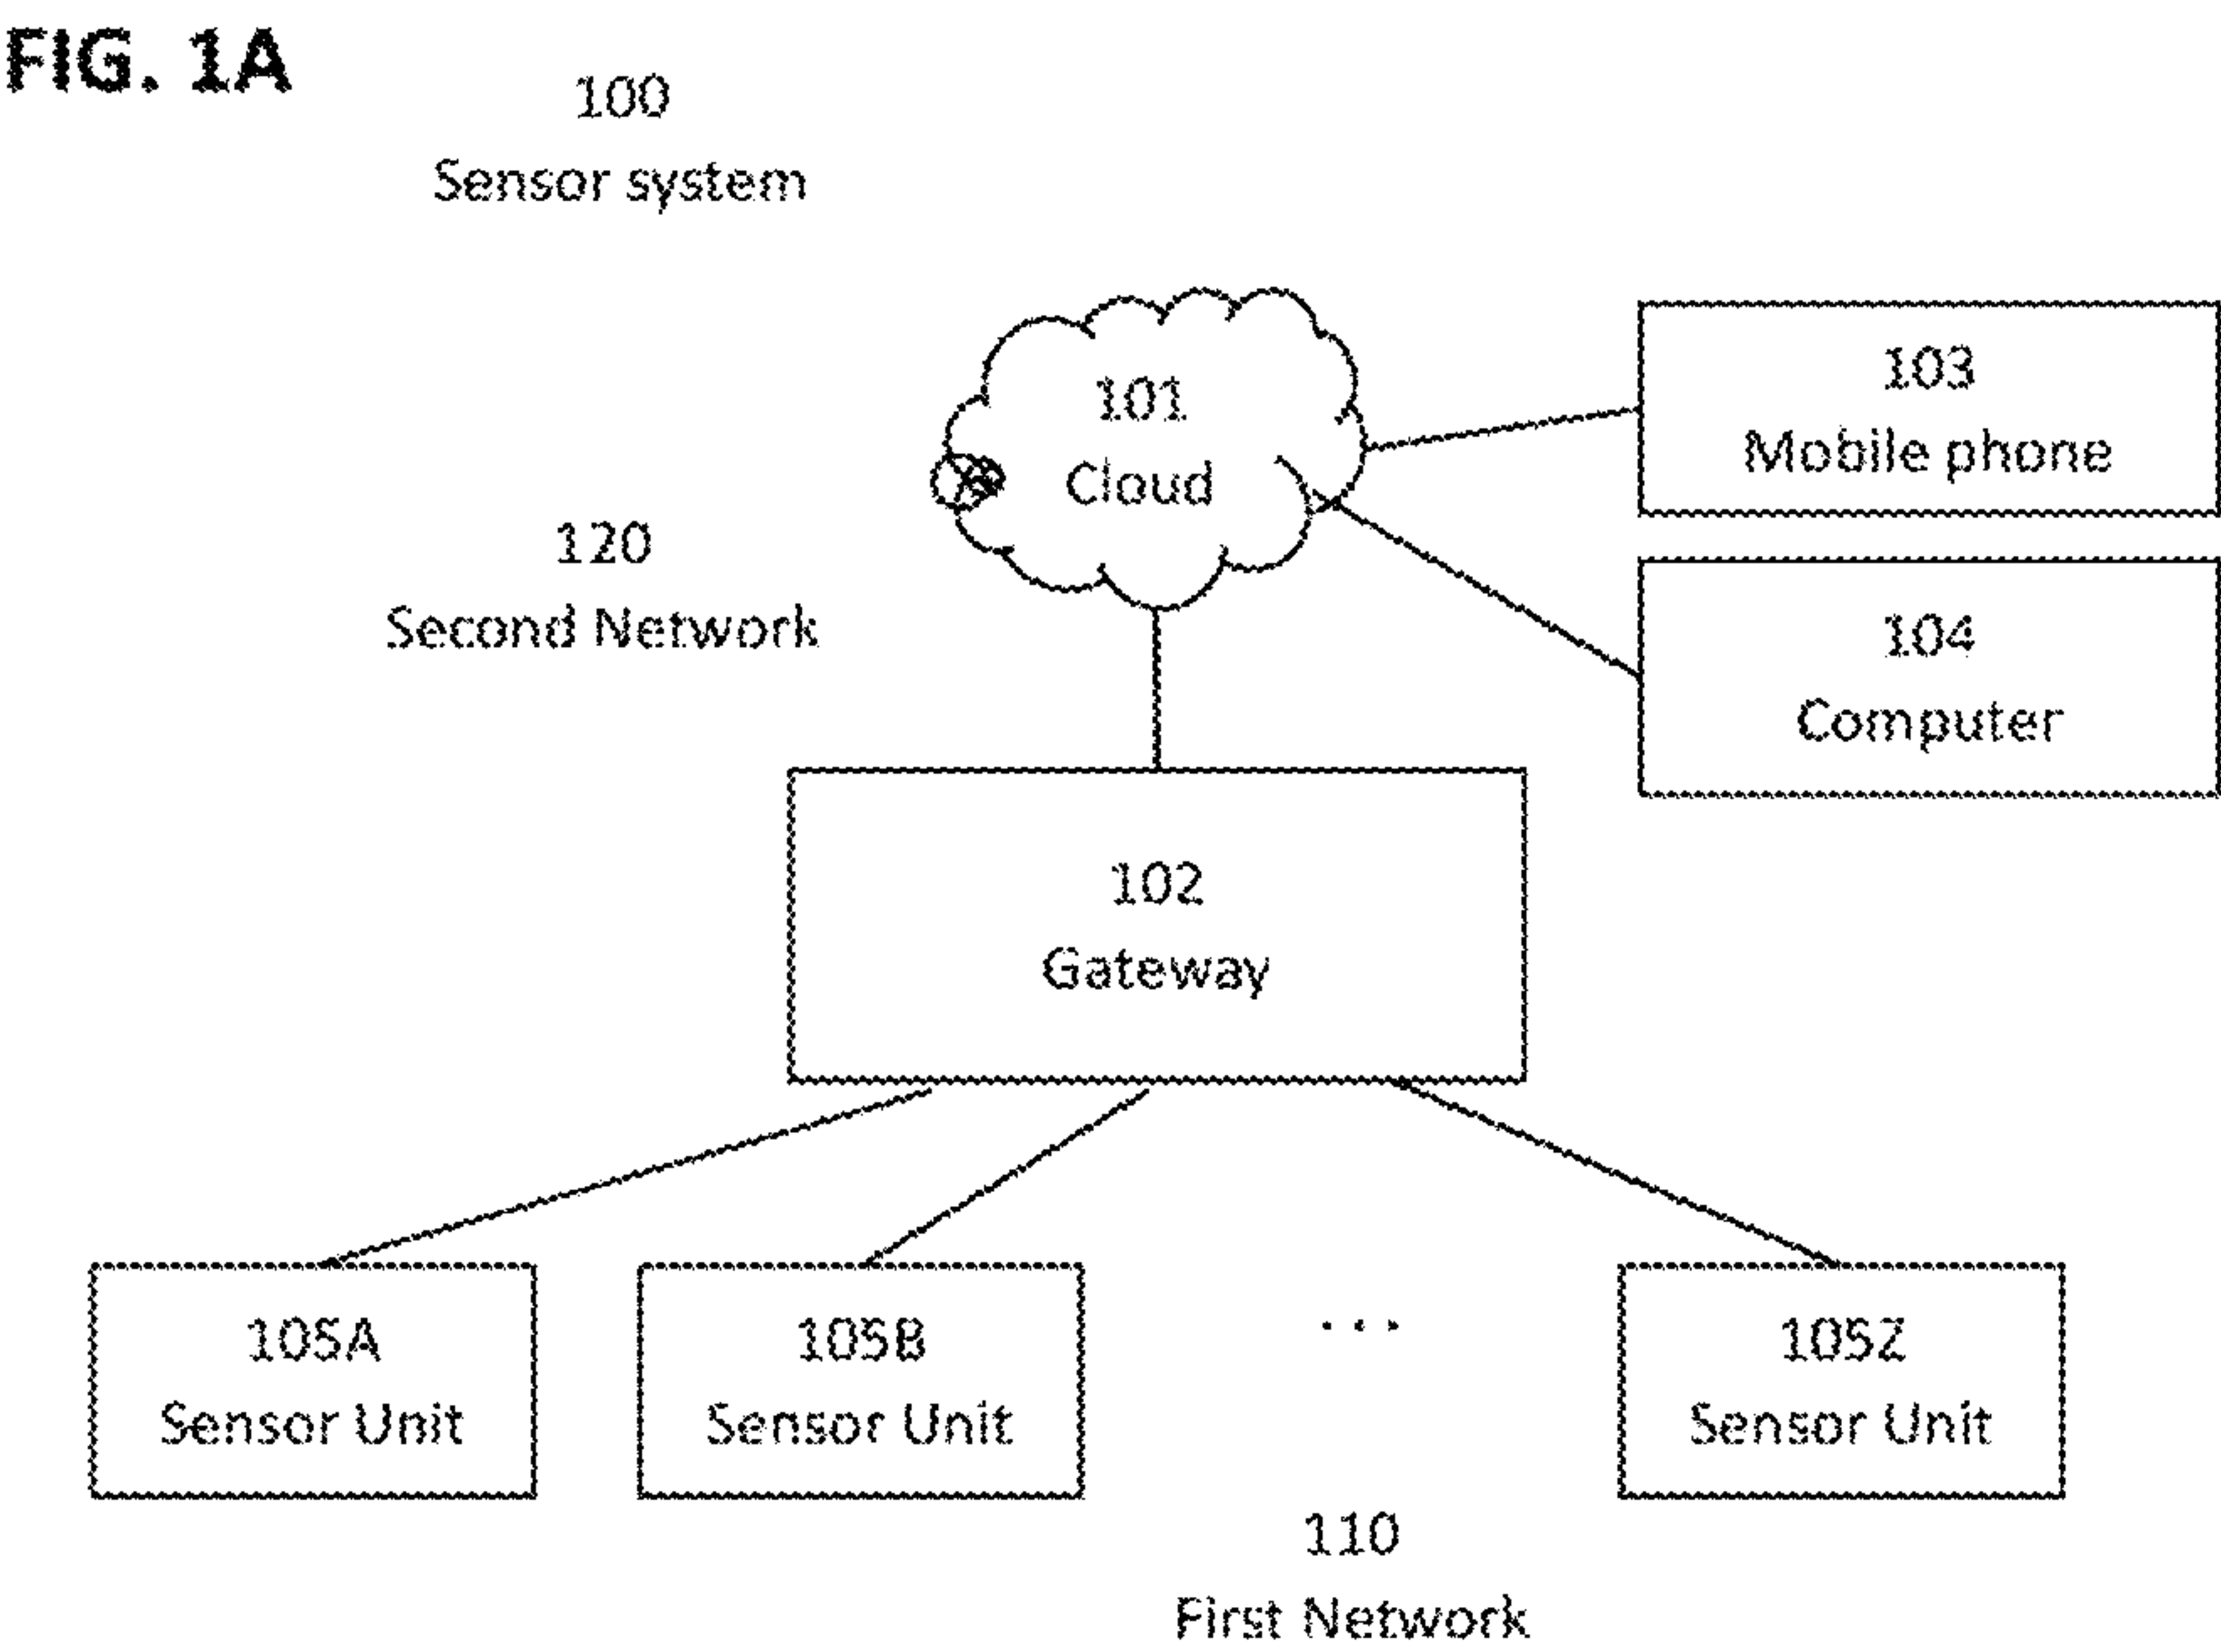 FIG. 1A
100
Sensor system
101
Cloud
103
Mobile phone
120
Second Network
104
Computer
102
Gateway
105A
Sensor Unit
105B
Sensor Unit
...
105Z
Sensor Unit
110
First Network